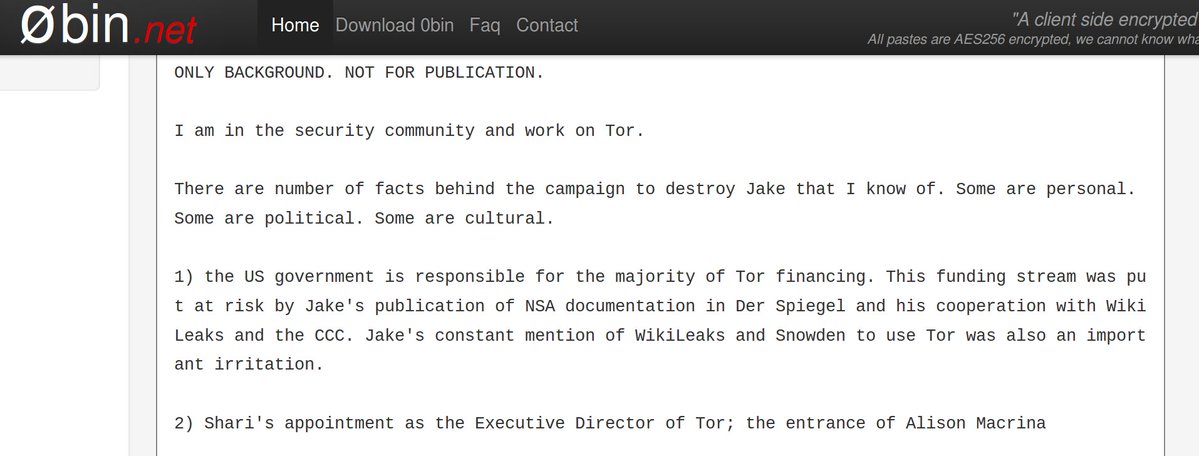 Øbin.net Home Download 0bin Faq Contact
"A client side encrypted
All pastes are AES256 encrypted, we cannot know
ONLY BACKGROUND. NOT FOR PUBLICATION.
I am in the security community and work on Tor.
There are number of facts behind the campaign to destroy Jake that I know of. Some are personal.
Some are political. Some are cultural.
1) the US government is responsible for the majority of Tor financing. This funding stream was pu
t at risk by Jake's publication of NSA documentation in Der Spiegel and his cooperation with Wiki
Leaks and the CCC. Jake's constant mention of WikiLeaks and Snowden to use Tor was also an import
ant irritation.
2) Shari's appointment as the Executive Director of Tor; the entrance of Alison Macrina